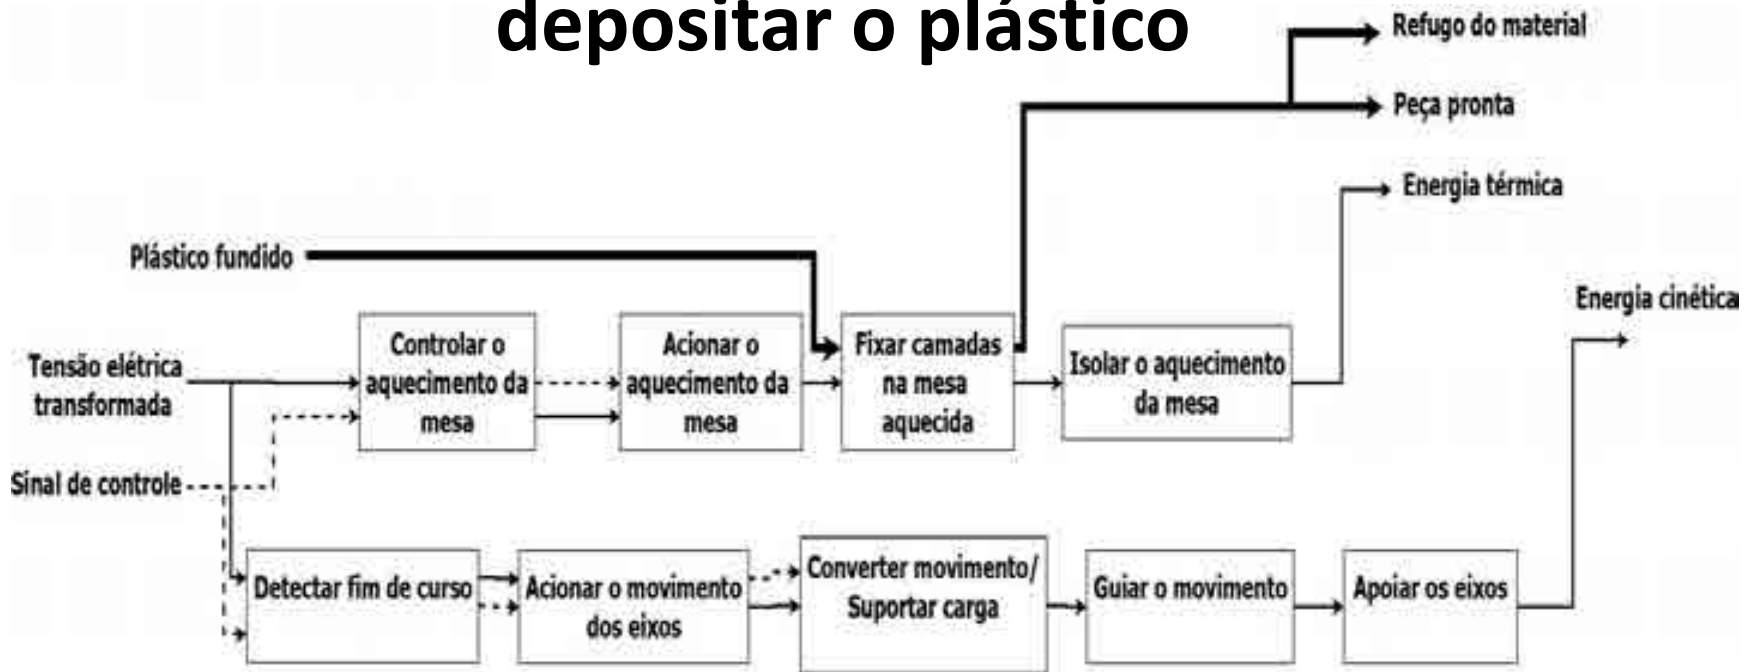 depositar o plástico
Refugo do material
Peça pronta
Energia térmica
Plástico fundido
Energia cinética
Tensão elétrica
transformada
Controlar o
aquecimento da
mesa
Acionar o
aquecimento da
mesa
Fixar camadas
na mesa
aquecida
Isolar o aquecimento
da mesa
Sinal de controle
Detectar fim de curso
Acionar o movimento
dos eixos
Converter movimento/
Suportar carga
Guiar o movimento
Apoiar os eixos